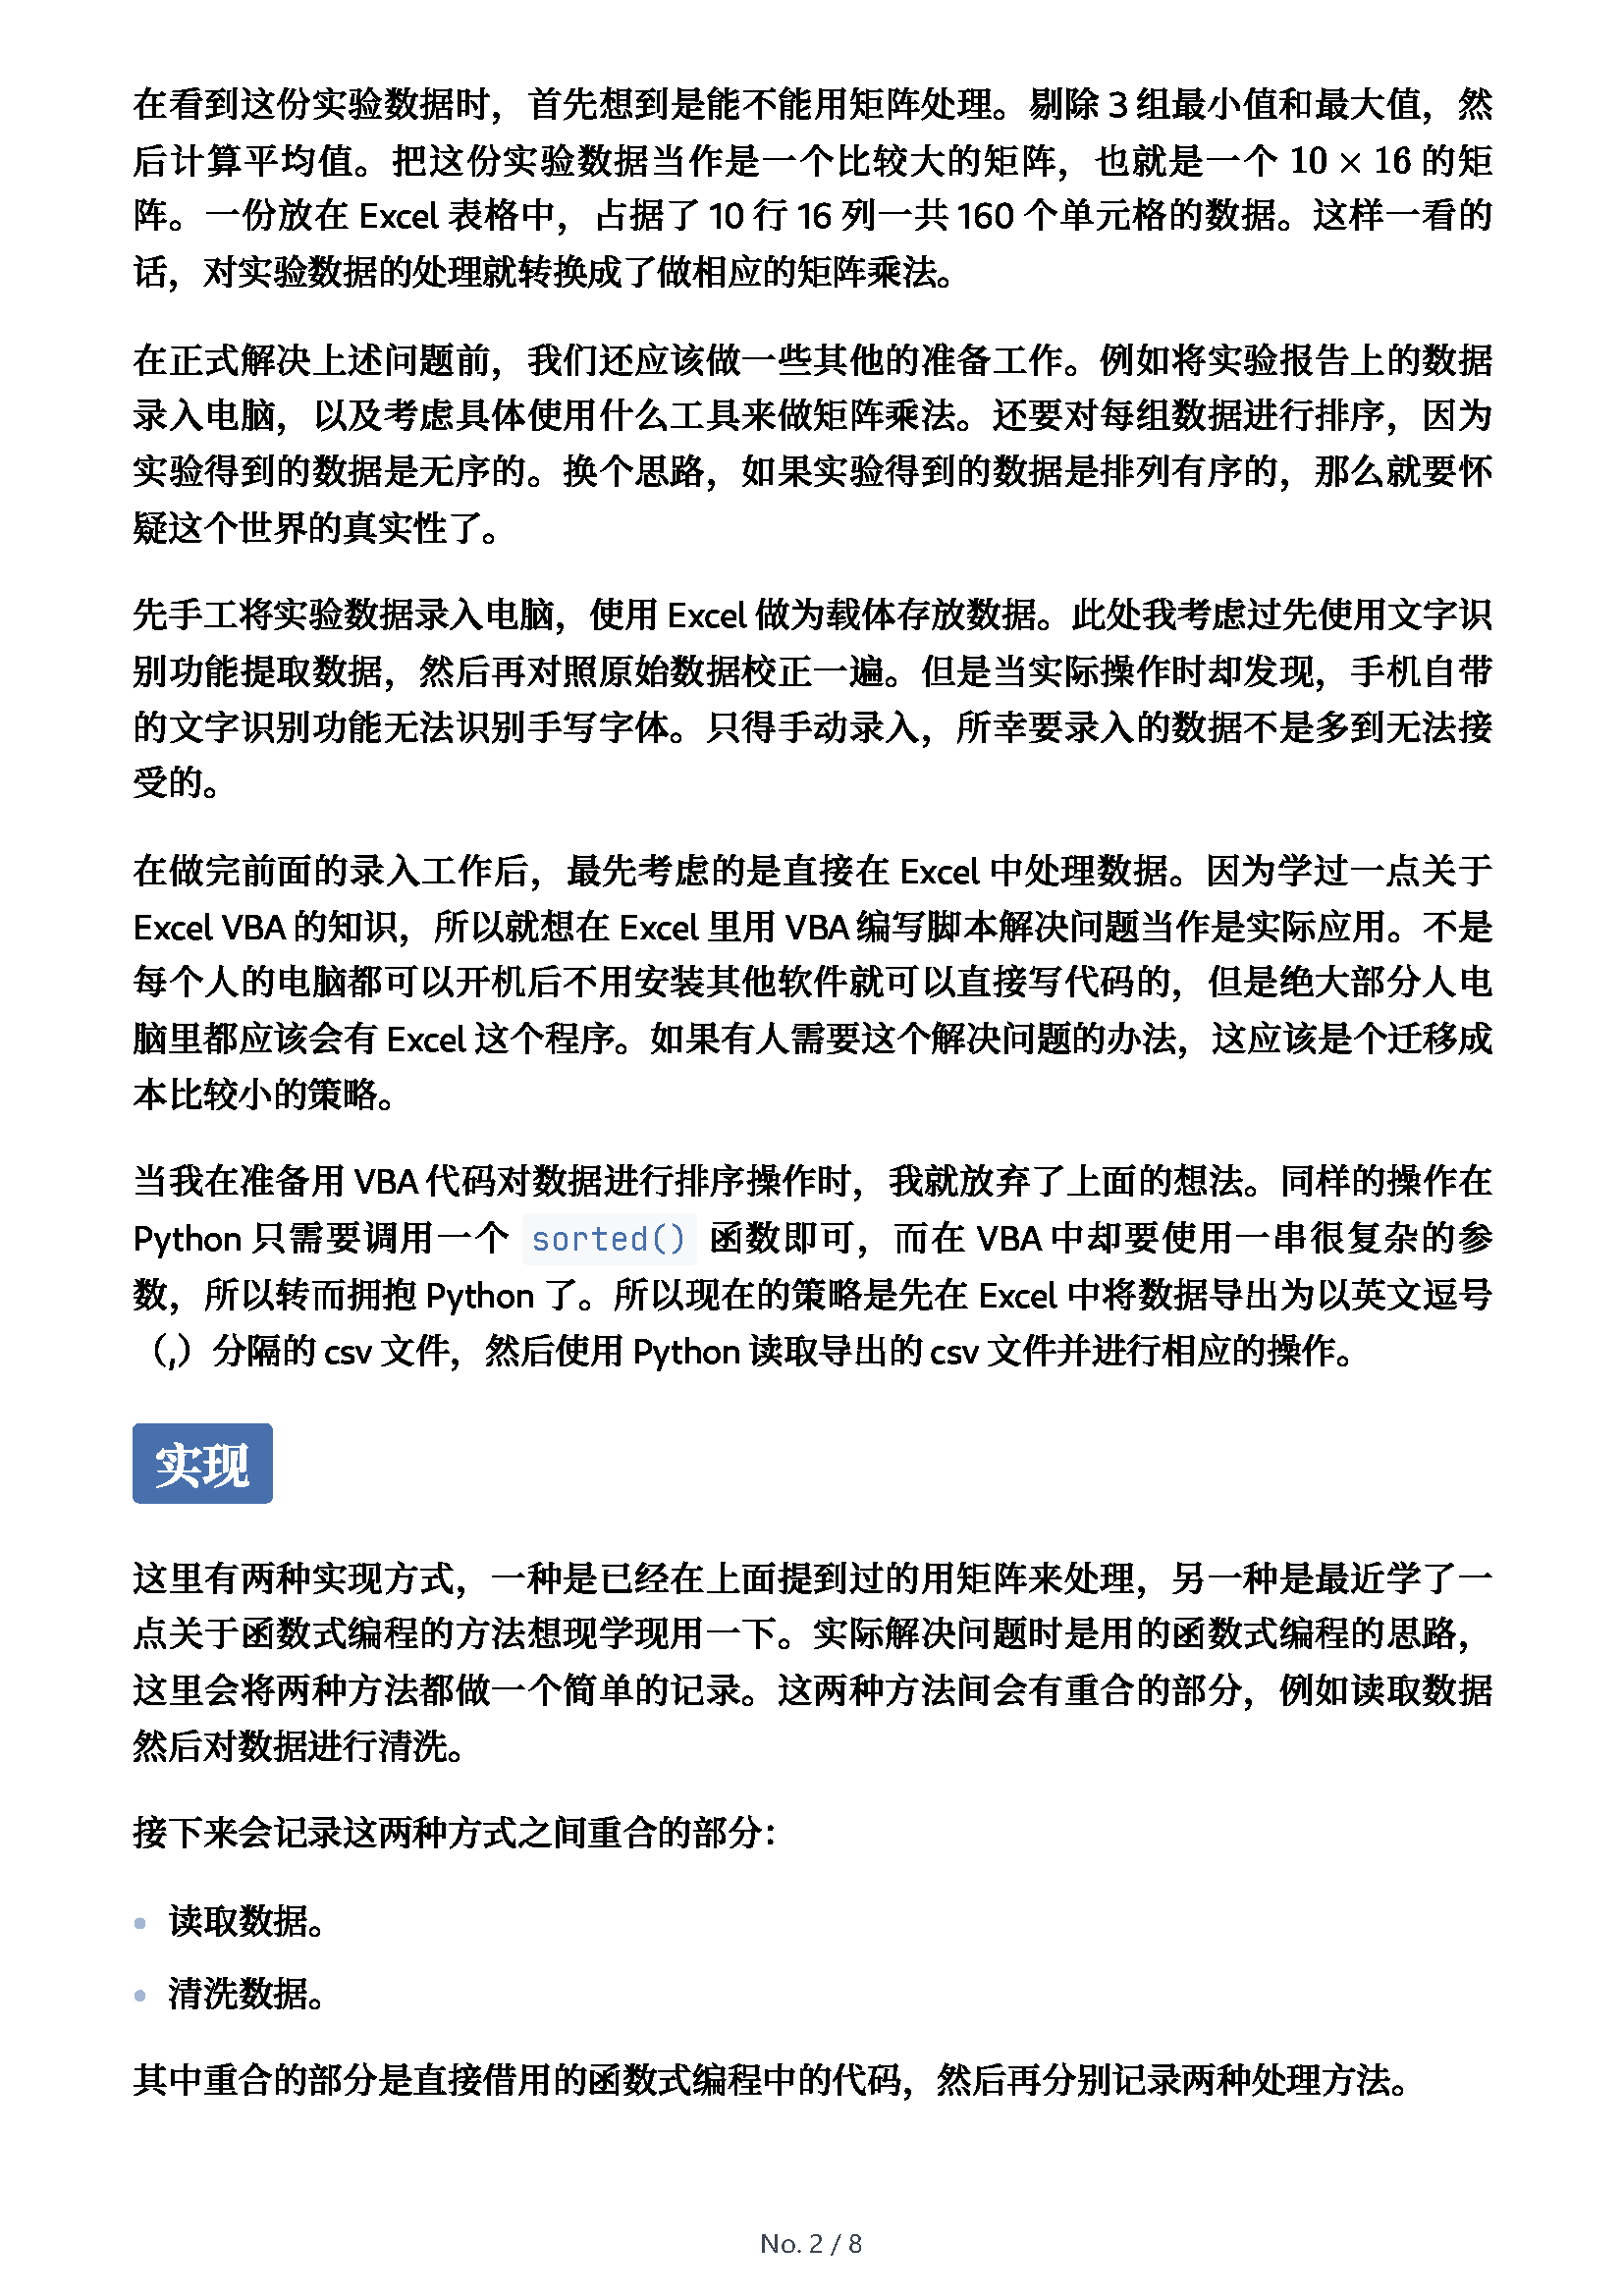 在看到这份实验数据时，首先想到是能不能用矩阵处理。剔除 3 组最小值和最大值，然
后计算平均值。把这份实验数据当作是一个比较大的矩阵，也就是一个 10 × 16 的矩
阵。一份放在 Excel 表格中，占据了 10 行 16 列一共 160 个单元格的数据。这样一看的
话，对实验数据的处理就转换成了做相应的矩阵乘法。
在正式解决上述问题前，我们还应该做一些其他的准备工作。例如将实验报告上的数据
录入电脑，以及考虑具体使用什么工具来做矩阵乘法。还要对每组数据进行排序，因为
实验得到的数据是无序的。换个思路，如果实验得到的数据是排列有序的，那么就要怀
疑这个世界的真实性了。
先手工将实验数据录入电脑，使用 Excel 做为载体存放数据。此处我考虑过先使用文字识
别功能提取数据，然后再对照原始数据校正一遍。但是当实际操作时却发现，手机自带
的文字识别功能无法识别手写字体。只得手动录入，所幸要录入的数据不是多到无法接
受的。
在做完前面的录入工作后，最先考虑的是直接在 Excel 中处理数据。因为学过一点关于
Excel VBA 的知识，所以就想在 Excel 里用 VBA 编写脚本解决问题当作是实际应用。不是
每个人的电脑都可以开机后不用安装其他软件就可以直接写代码的，但是绝大部分人电
脑里都应该会有 Excel 这个程序。如果有人需要这个解决问题的办法，这应该是个迁移成
本比较小的策略。
当我在准备用 VBA 代码对数据进行排序操作时，我就放弃了上面的想法。同样的操作在
Python 只需要调用一个 sorted() 函数即可，而在 VBA 中却要使用一串很复杂的参
数，所以转而拥抱 Python 了。所以现在的策略是先在 Excel 中将数据导出为以英文逗号
（,）分隔的 csv 文件，然后使用 Python 读取导出的 csv 文件并进行相应的操作。
实现
这里有两种实现方式，一种是已经在上面提到过的用矩阵来处理，另一种是最近学了一
点关于函数式编程的方法想现学现用一下。实际解决问题时是用的函数式编程的思路，
这里会将两种方法都做一个简单的记录。这两种方法间会有重合的部分，例如读取数据
然后对数据进行清洗。
接下来会记录这两种方式之间重合的部分：
• 读取数据。
• 清洗数据。
其中重合的部分是直接借用的函数式编程中的代码，然后再分别记录两种处理方法。
No. 2 / 8